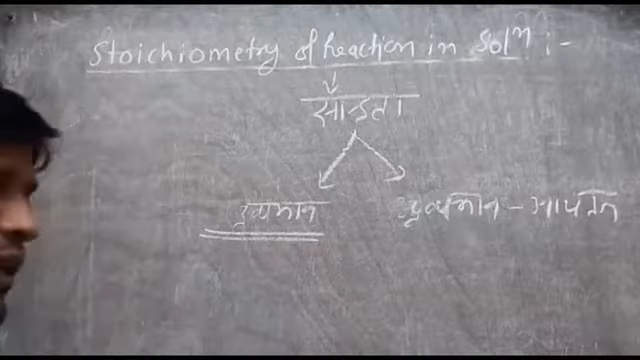 Stoichiometry of Reaction in Solⁿ :-
सान्द्रता
द्रव्यमान द्रव्यमान - आयतन